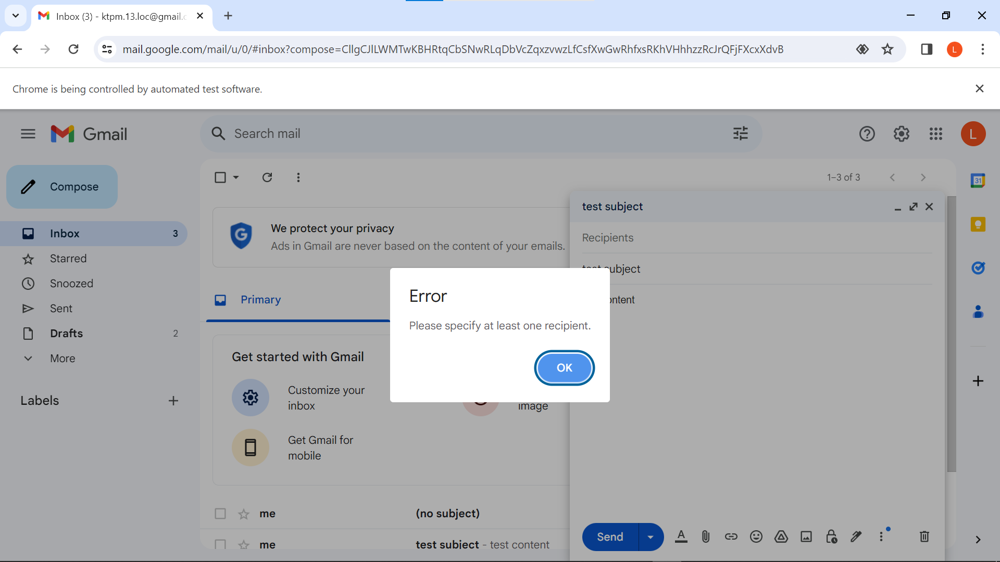 Inbox (3) - ktpm.13.loc@gmail.c
mail.google.com/mail/u/0/#inbox?compose=CllgCJlLWMTwKBHRtqCbSNwRLqDbVcZqxzvwzLfCsfXwGwRhfxsRKhVHhhzzRcJrQFjFXcxXdvB
L
Chrome is being controlled by automated test software.
Gmail
Search mail
L
Compose
1–3 of 3
31
test subject
Inbox 3
We protect your privacy
Ads in Gmail are never based on the content of your emails.
Recipients
Starred
test subject
Snoozed
Primary
ontent
Error
Please specify at least one recipient.
OK
Sent
Drafts 2
More
Get started with Gmail
Customize your
inbox
image
Labels
Get Gmail for
mobile
me (no subject)
me test subject - test content
Send